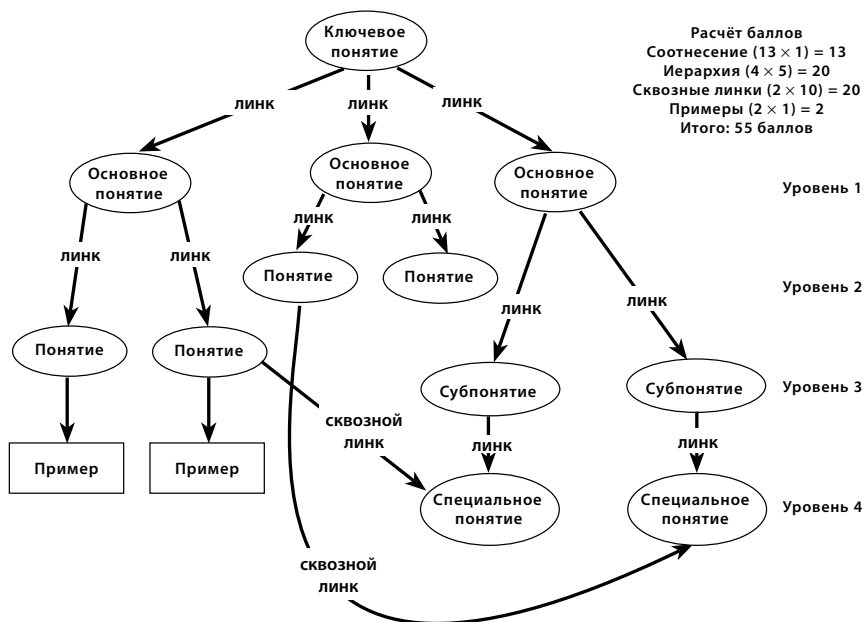 Ключевое
понятие
Расчёт баллов
Соотнесение (13 × 1) = 13
Иерархия (4 × 5) = 20
Сквозные линки (2 × 10) = 20
Примеры (2 × 1) = 2
Итого: 55 баллов
линк
линк
линк
Основное
понятие
Основное
понятие
Основное
понятие
Уровень 1
линк
линк
линк
линк
Понятие
Понятие
Уровень 2
линк
линк
Понятие
Понятие
Субпонятие
Субпонятие
Уровень 3
сквозной
линк
линк
линк
Пример
Пример
Специальное
понятие
Специальное
понятие
Уровень 4
сквозной
линк